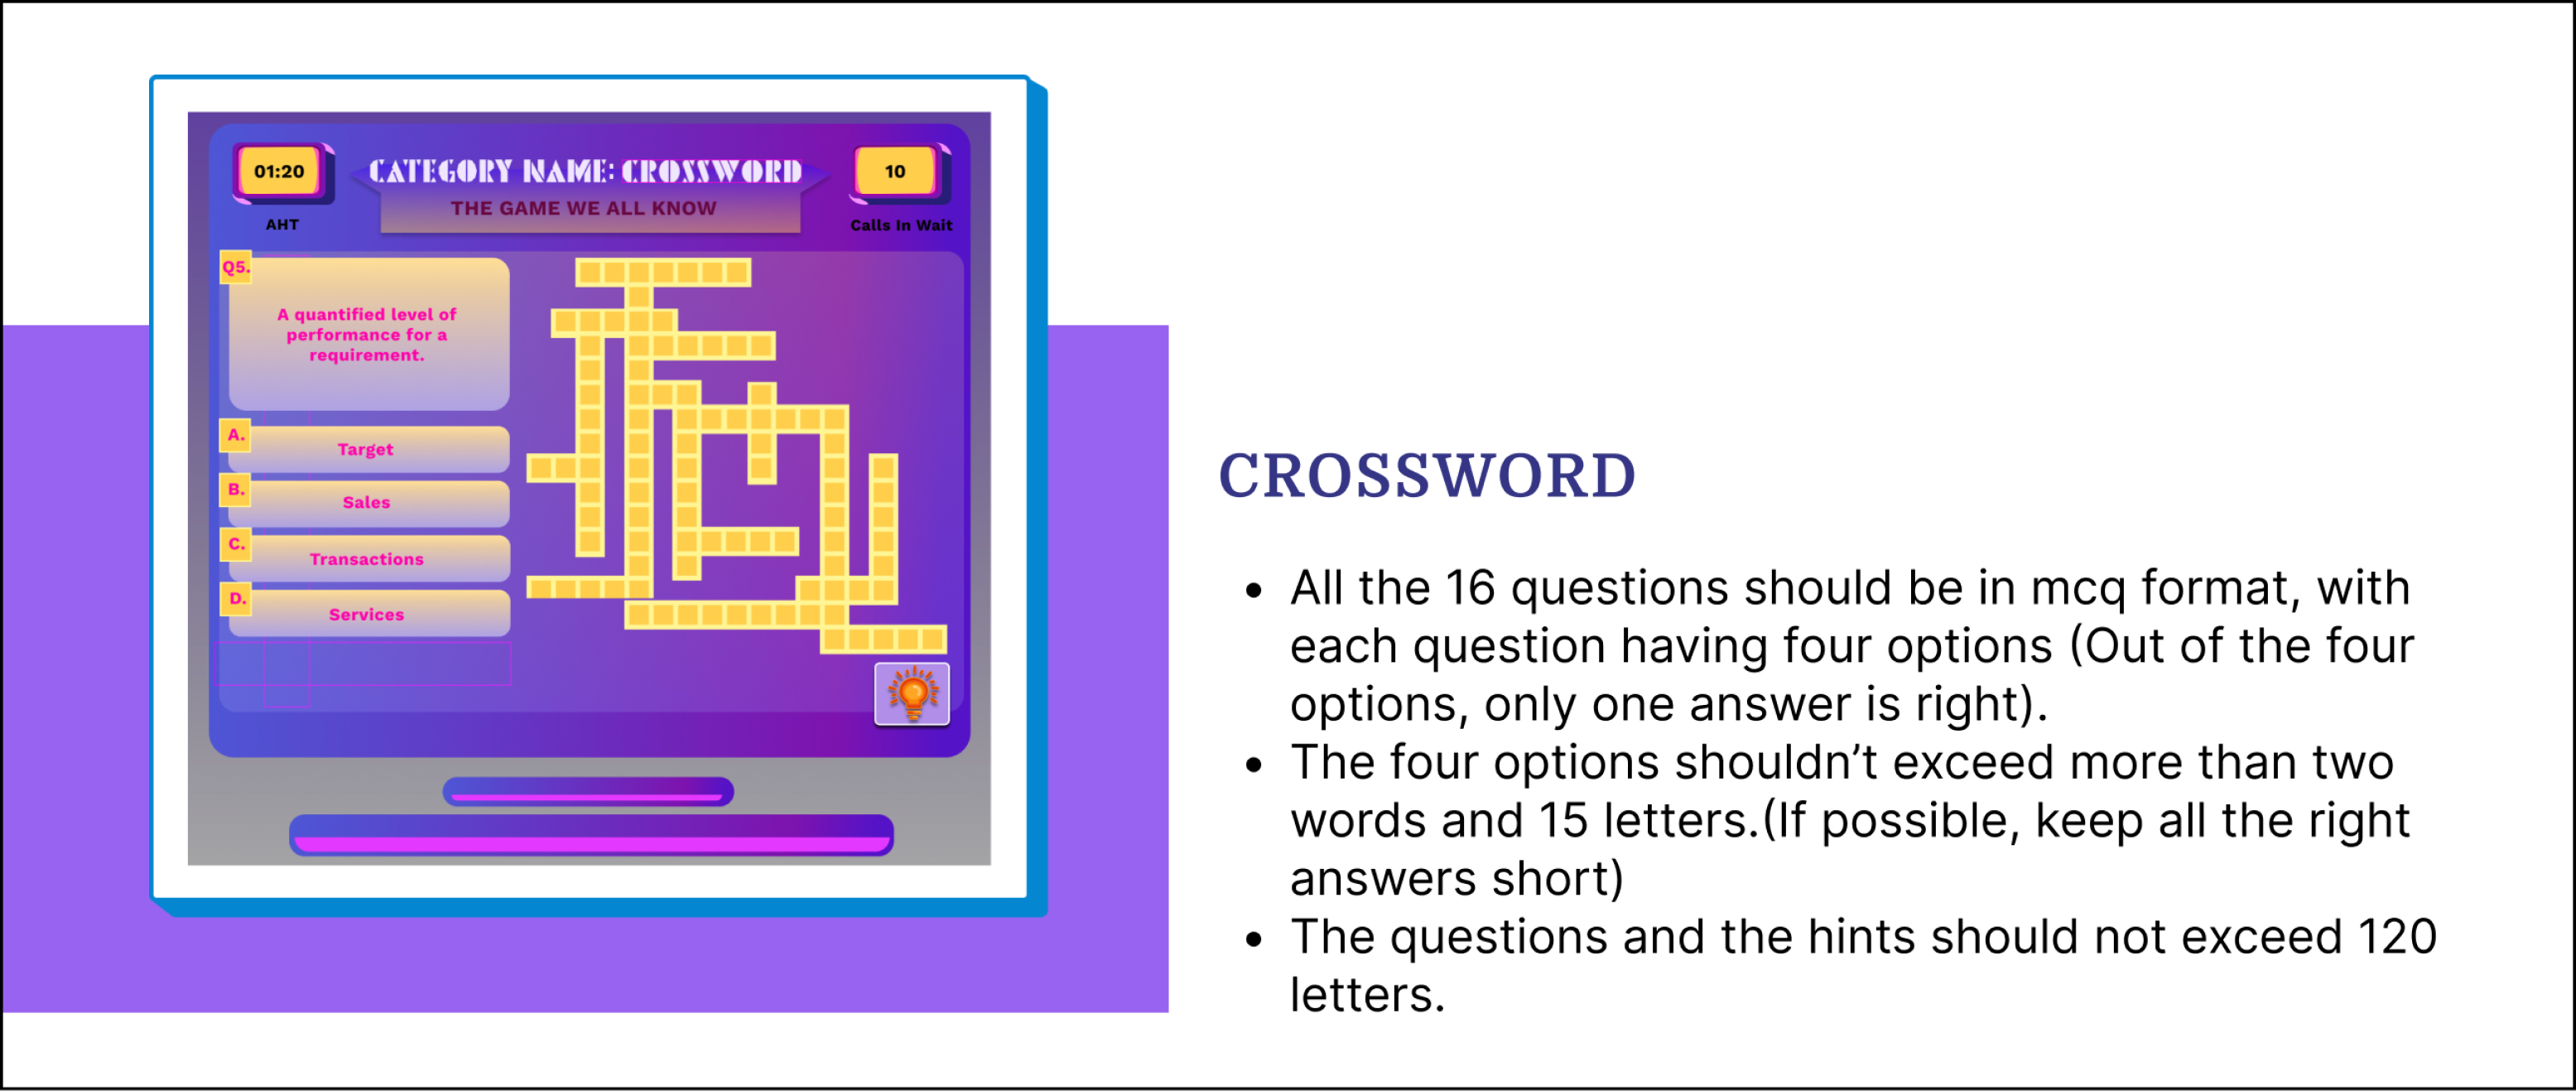 01:20
AHT
CATEGORY NAME: CROSSWORD
THE GAME WE ALL KNOW
10
Calls In Wait
Q5.
A quantified level of
performance for a
requirement.
A.
Target
B.
Sales
C.
Transactions
D.
Services
CROSSWORD
• All the 16 questions should be in mcq format, with
each question having four options (Out of the four
options, only one answer is right).
• The four options shouldn’t exceed more than two
words and 15 letters.(If possible, keep all the right
answers short)
• The questions and the hints should not exceed 120
letters.